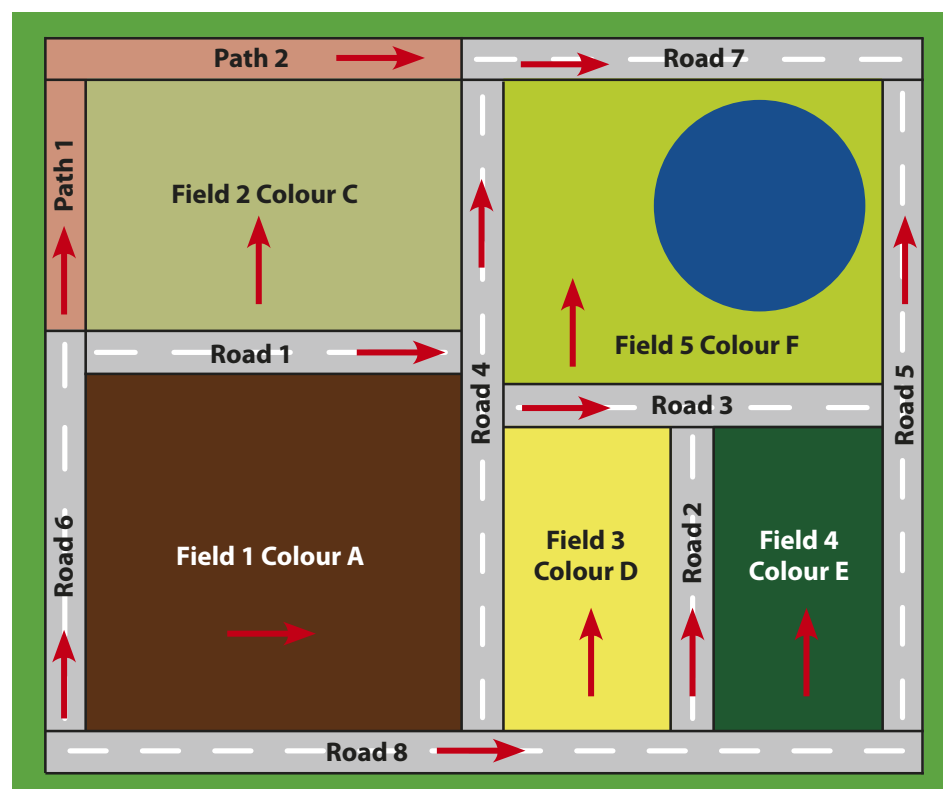 Path 2
Road 7
Path 1
Field 2 Colour C
Road 1
Road 4
Field 5 Colour F
Road 3
Road 5
Road 6
Field 1 Colour A
Field 3
Colour D
Road 2
Field 4
Colour E
Road 8